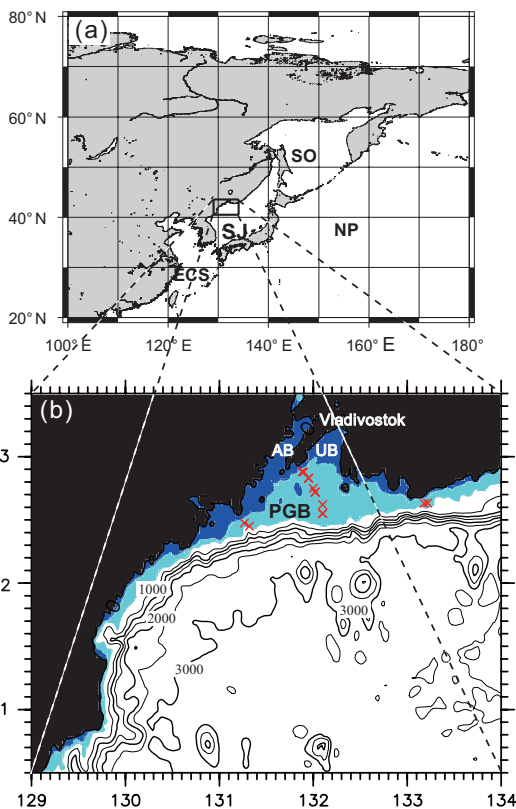 80° N
(a)
60° N
SO
40° N
SJ
NP
ECS
20° N
100° E
120° E
140° E
160° E
180°
(b)
Vladivostok
AB
UB
3
PGB
2
1000
2000
3000
3000
1
129
130
131
132
133
134